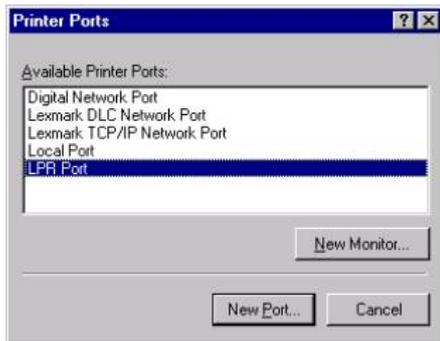 Printer Ports
Available Printer Ports:
Digital Network Port
Lexmark DLC Network Port
Lexmark TCP/IP Network Port
Local Port
LPR Port
New Monitor...
New Port...
Cancel